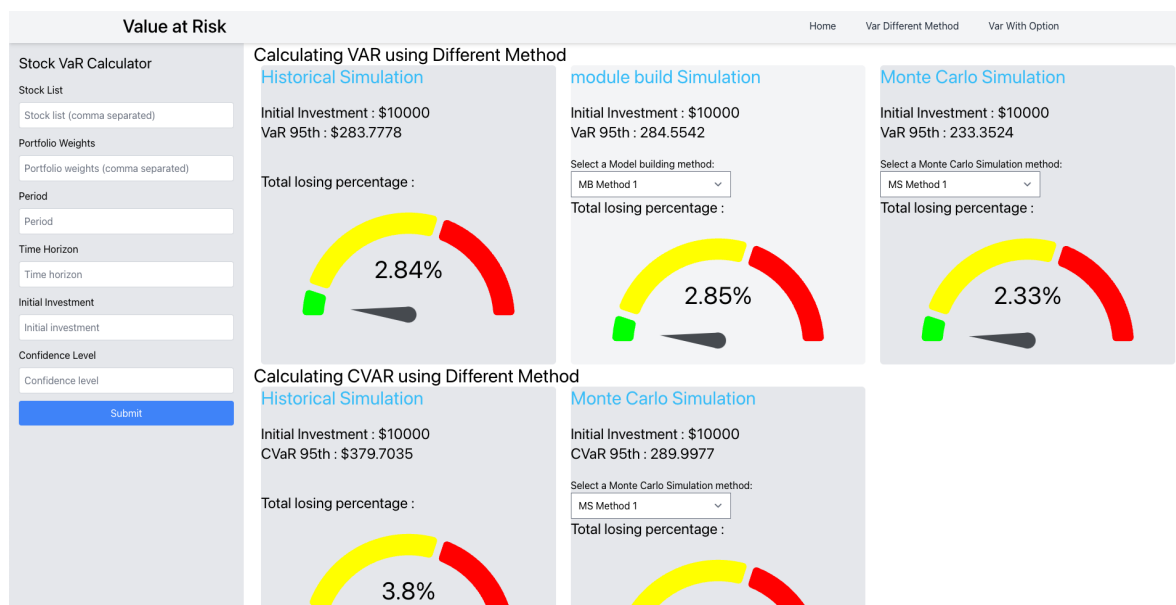 Value at Risk
Home
Var Different Method
Var With Option
Stock VaR Calculator
Stock List
Stock list (comma separated)
Portfolio Weights
Portfolio weights (comma separated)
Period
Period
Time Horizon
Time horizon
Initial Investment
Initial investment
Confidence Level
Confidence level
Submit
Calculating VAR using Different Method
Historical Simulation
Initial Investment : $10000
VaR 95th : $283.7778
Total losing percentage :
2.84%
module build Simulation
Initial Investment : $10000
VaR 95th : 284.5542
Select a Model building method:
MB Method 1
Total losing percentage :
2.85%
Monte Carlo Simulation
Initial Investment : $10000
VaR 95th : 233.3524
Select a Monte Carlo Simulation method:
MS Method 1
Total losing percentage :
2.33%
Calculating CVAR using Different Method
Historical Simulation
Initial Investment : $10000
CVaR 95th : $379.7035
Total losing percentage :
3.8%
Monte Carlo Simulation
Initial Investment : $10000
CVaR 95th : 289.9977
Select a Monte Carlo Simulation method:
MS Method 1
Total losing percentage :